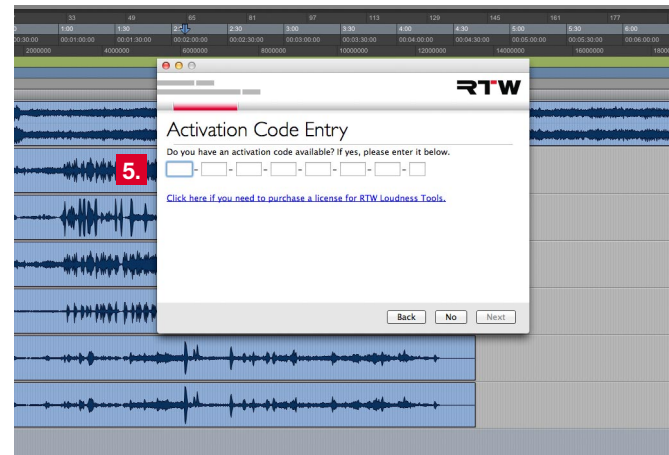 33 49 65 81 97 113 129 145 161 177
1:00 1:30 2:00 2:30 3:00 3:30 4:00 4:30 5:00 5:30 6:00
00:30:00 00:01:00:00 00:01:30:00 00:02:00:00 00:02:30:00 00:03:00:00 00:03:30:00 00:04:00:00 00:04:30:00 00:05:00:00 00:05:30:00 00:06:00:00
2000000 4000000 6000000 8000000 10000000 12000000 14000000 16000000
RTW
Activation Code Entry
Do you have an activation code available? If yes, please enter it below.
5.
- - - - - - -
Click here if you need to purchase a license for RTW Loudness Tools.
Back No Next